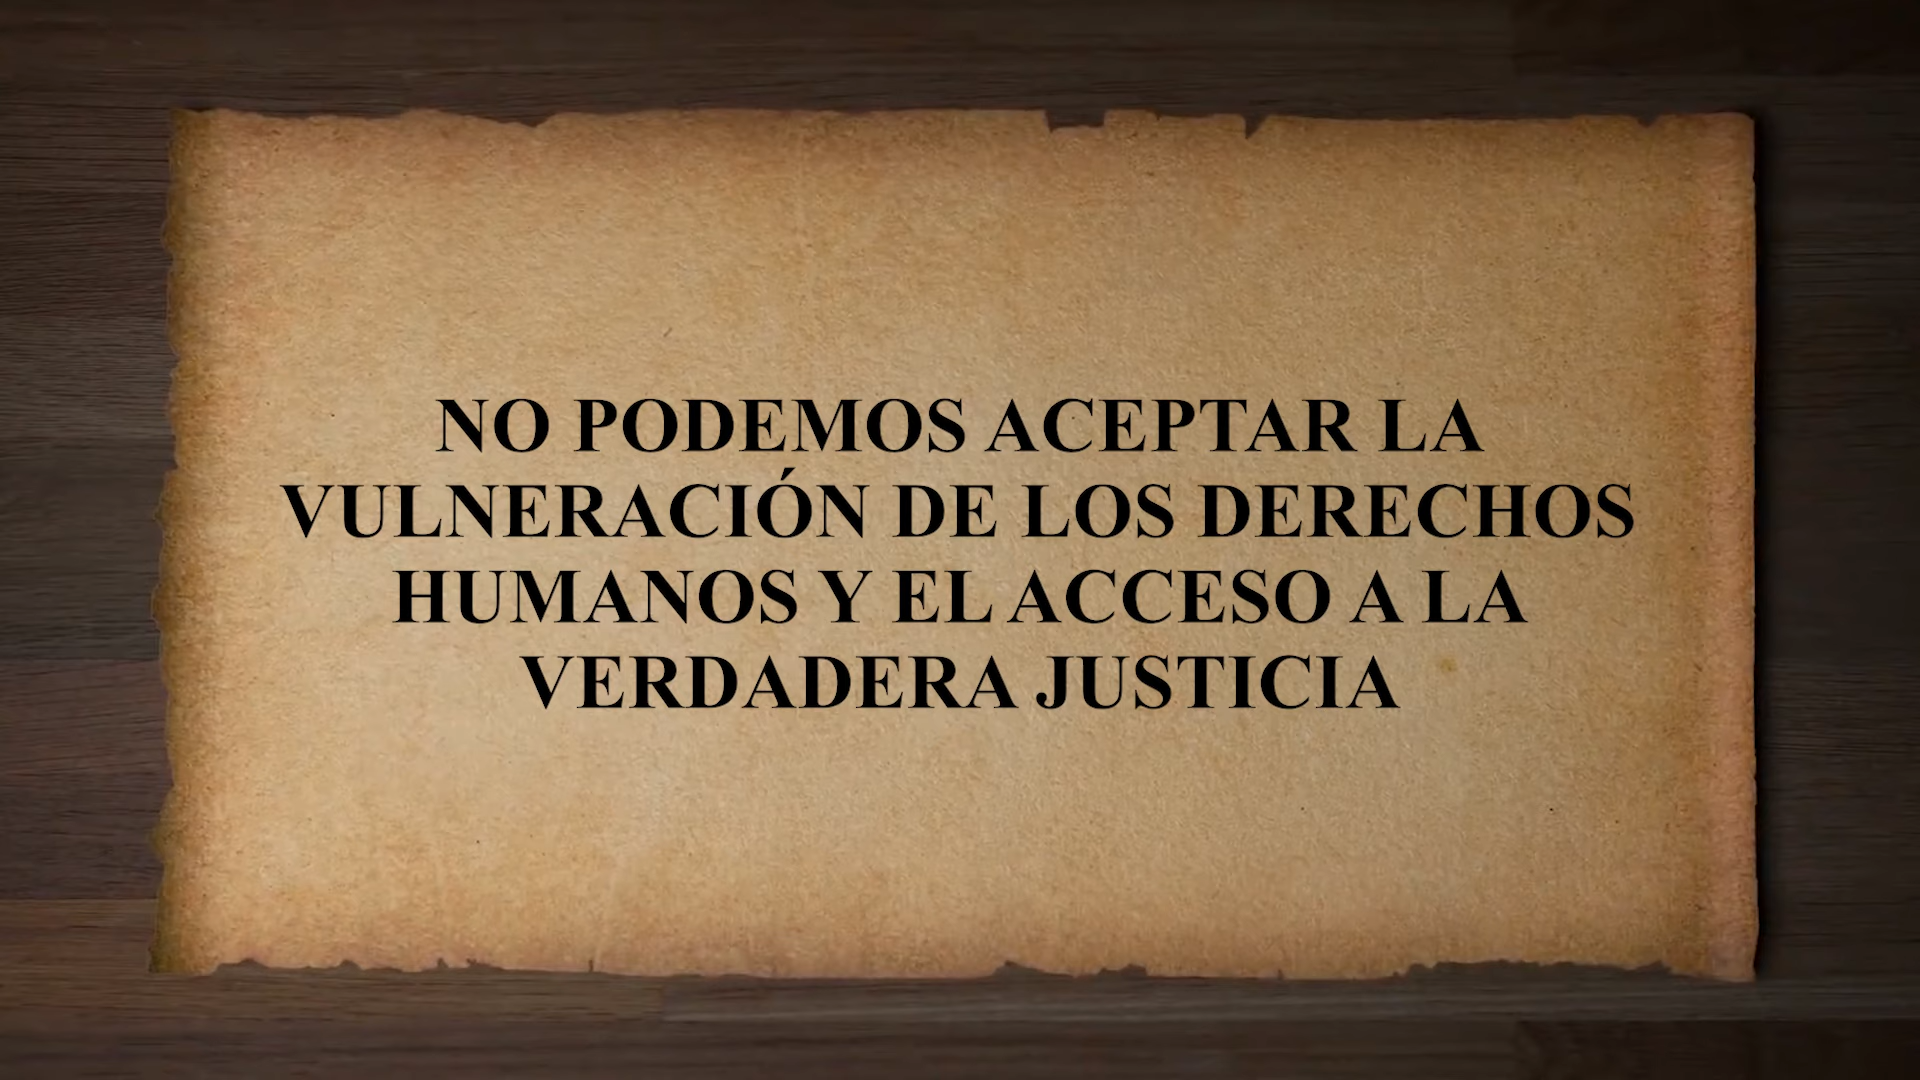 NO PODEMOS ACEPTAR LA
VULNERACIÓN DE LOS DERECHOS
HUMANOS Y EL ACCESO A LA
VERDADERA JUSTICIA